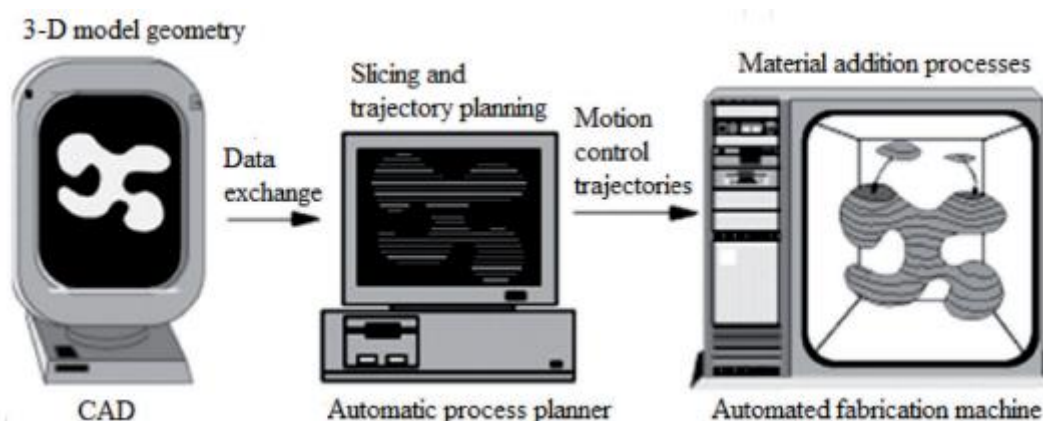 3-D model geometry
Slicing and
trajectory planning
Material addition processes
Data
exchange
Motion
control
trajectories
CAD
Automatic process planner
Automated fabrication machine